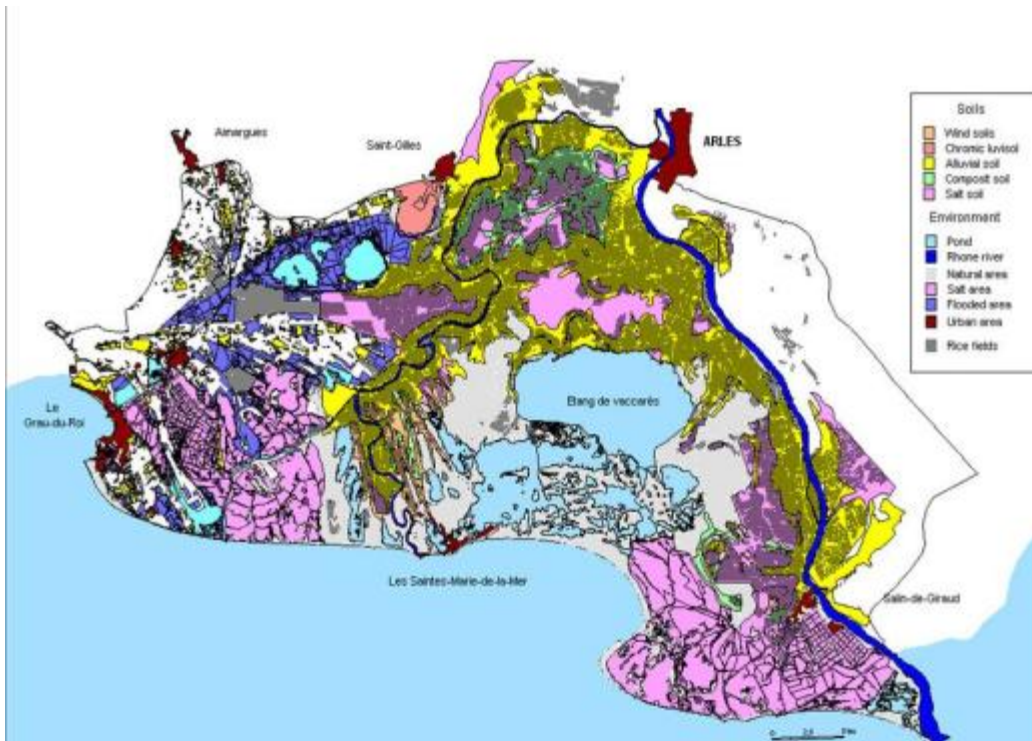 Aimargues
Saint-Gilles
ARLES
Soils
Wind soils
Chromic luvisol
Alluvial soil
Compostt soil
Salt soil
Environment
Pond
Rhone river
Natural area
Salt area
Flooded area
Urban area
Rice fields
Le
Grau-du-Roi
Etang de vaccarès
Les Saintes-Marie-de-la-Mer
Salin-de-Giraud
0